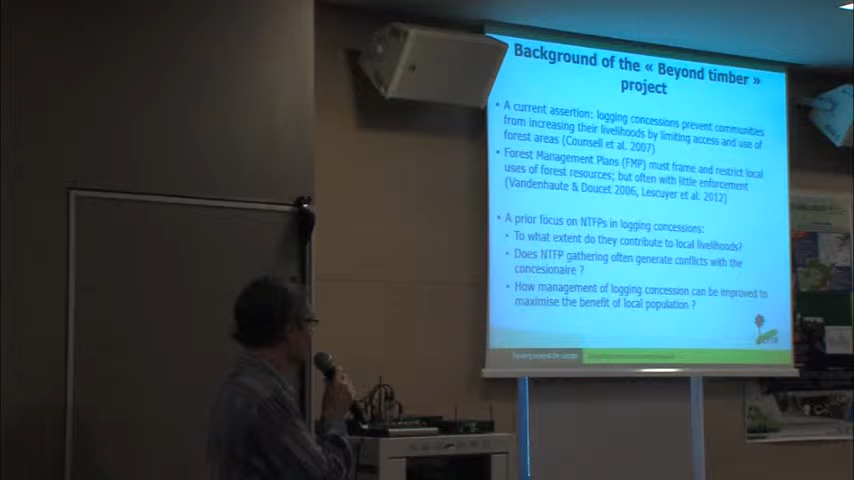 Background of the « Beyond timber »
project
• A current assertion: logging concessions prevent communities
from increasing their livelihoods by limiting access and use of
forest areas (Counsell et al. 2007)
• Forest Management Plans (FMP) must frame and restrict local
uses of forest resources; but often with little enforcement
(Vandenhaute & Doucet 2006, Lescuyer et al. 2012)
• A prior focus on NTFPs in logging concessions:
• To what extent do they contribute to local livelihoods?
• Does NTFP gathering often generate conflicts with the
concesionaire ?
• How management of logging concession can be improved to
maximise the benefit of local population ?